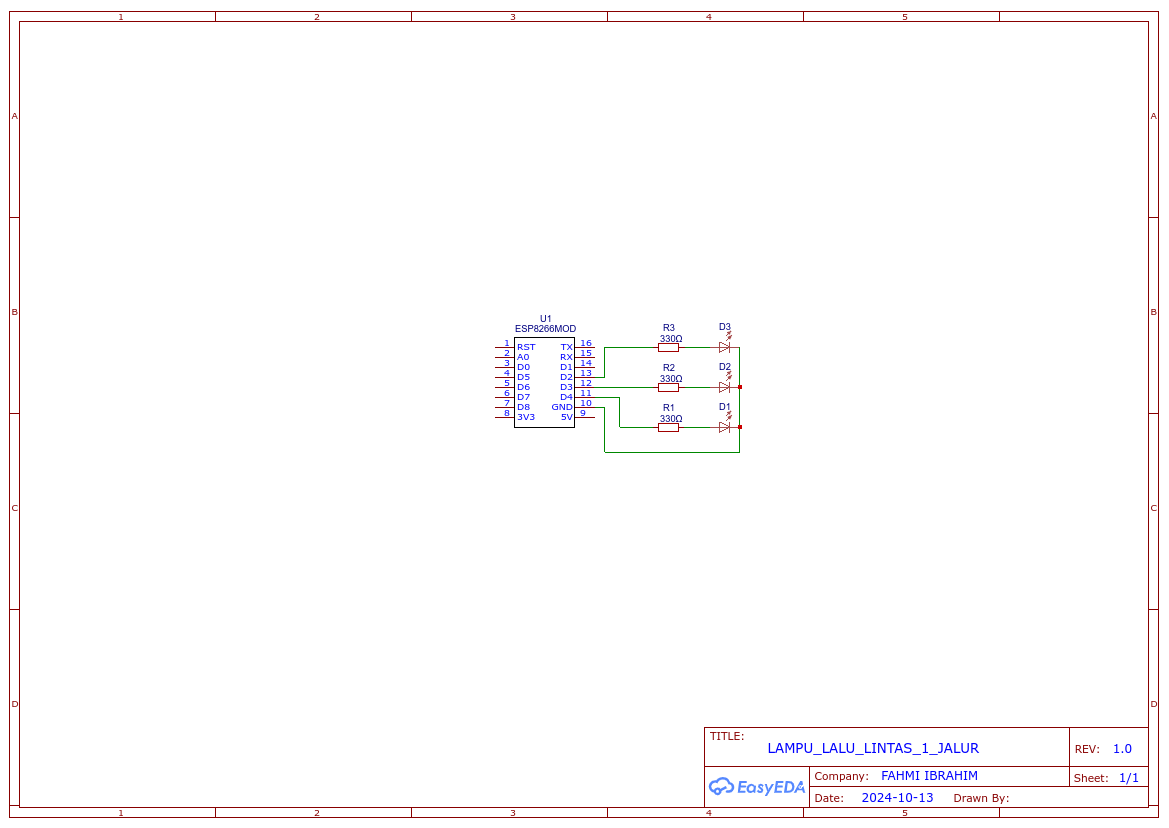 1 2 3 4 5
A A
B B
C C
D D
U1
ESP8266MOD
1 RST TX 16
2 A0 RX 15
3 D0 D1 14
4 D5 D2 13
5 D6 D3 12
6 D7 D4 11
7 D8 GND 10
8 3V3 5V 9
R3
330Ω
D3
R2
330Ω
D2
R1
330Ω
D1
TITLE:
LAMPU_LALU_LINTAS_1_JALUR
REV: 1.0
EasyEDA
Company: FAHMI IBRAHIM
Sheet: 1/1
Date: 2024-10-13 Drawn By:
1 2 3 4 5